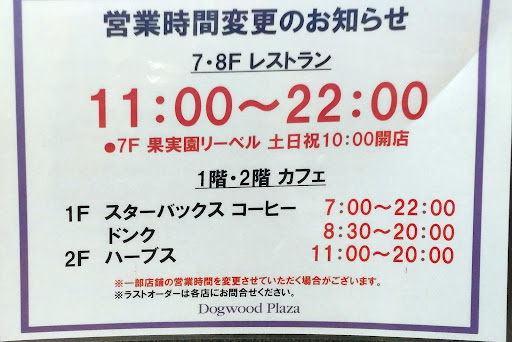 営業時間変更のお知らせ
7・8F レストラン
11:00～22:00
●7F 果実園リーベル 土日祝10:00開店
1階・2階 カフェ
1F スターバックス コーヒー 7:00～22:00
ドンク 8:30～20:00
2F ハーブス 11:00～20:00
※一部店舗の営業時間を変更させていただく場合がございます。
※ラストオーダーは各店にお問合せください。
Dogwood Plaza